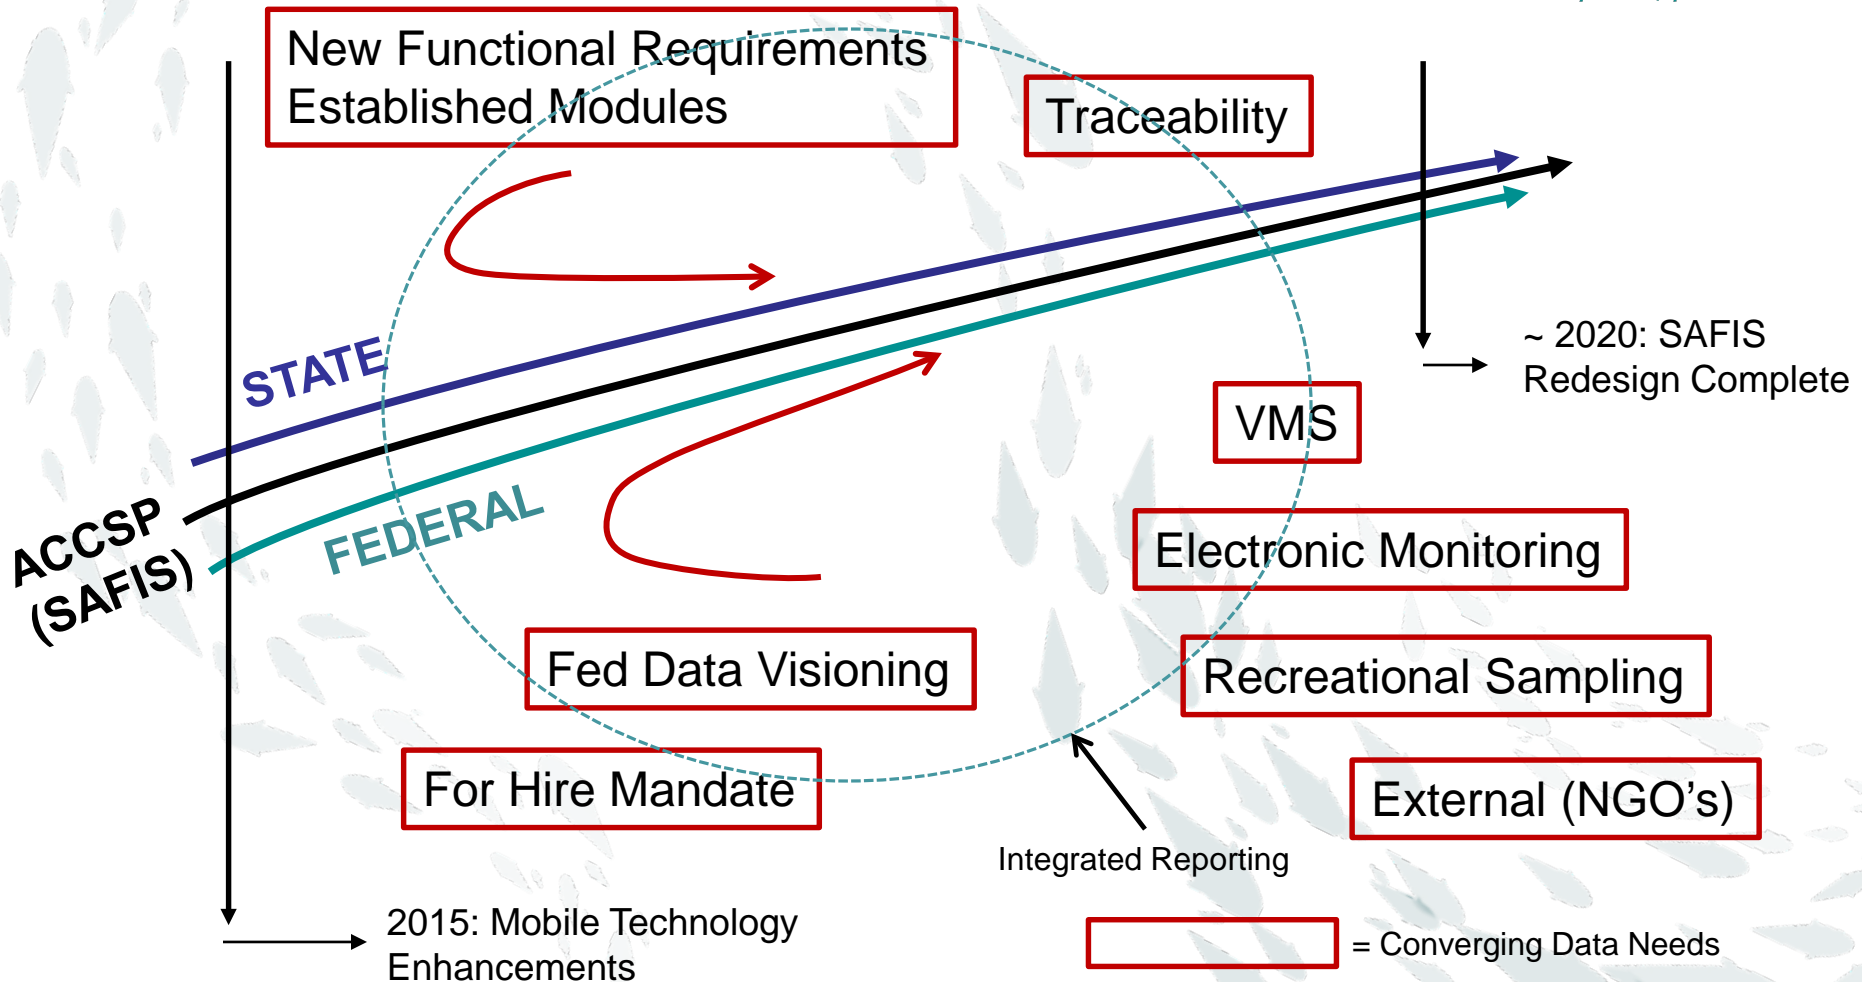 New Functional Requirements
Established Modules
Traceability
STATE
~ 2020: SAFIS
Redesign Complete
VMS
ACCSP
(SAFIS)
FEDERAL
Electronic Monitoring
Fed Data Visioning
Recreational Sampling
For Hire Mandate
External (NGO’s)
Integrated Reporting
2015: Mobile Technology
Enhancements
= Converging Data Needs